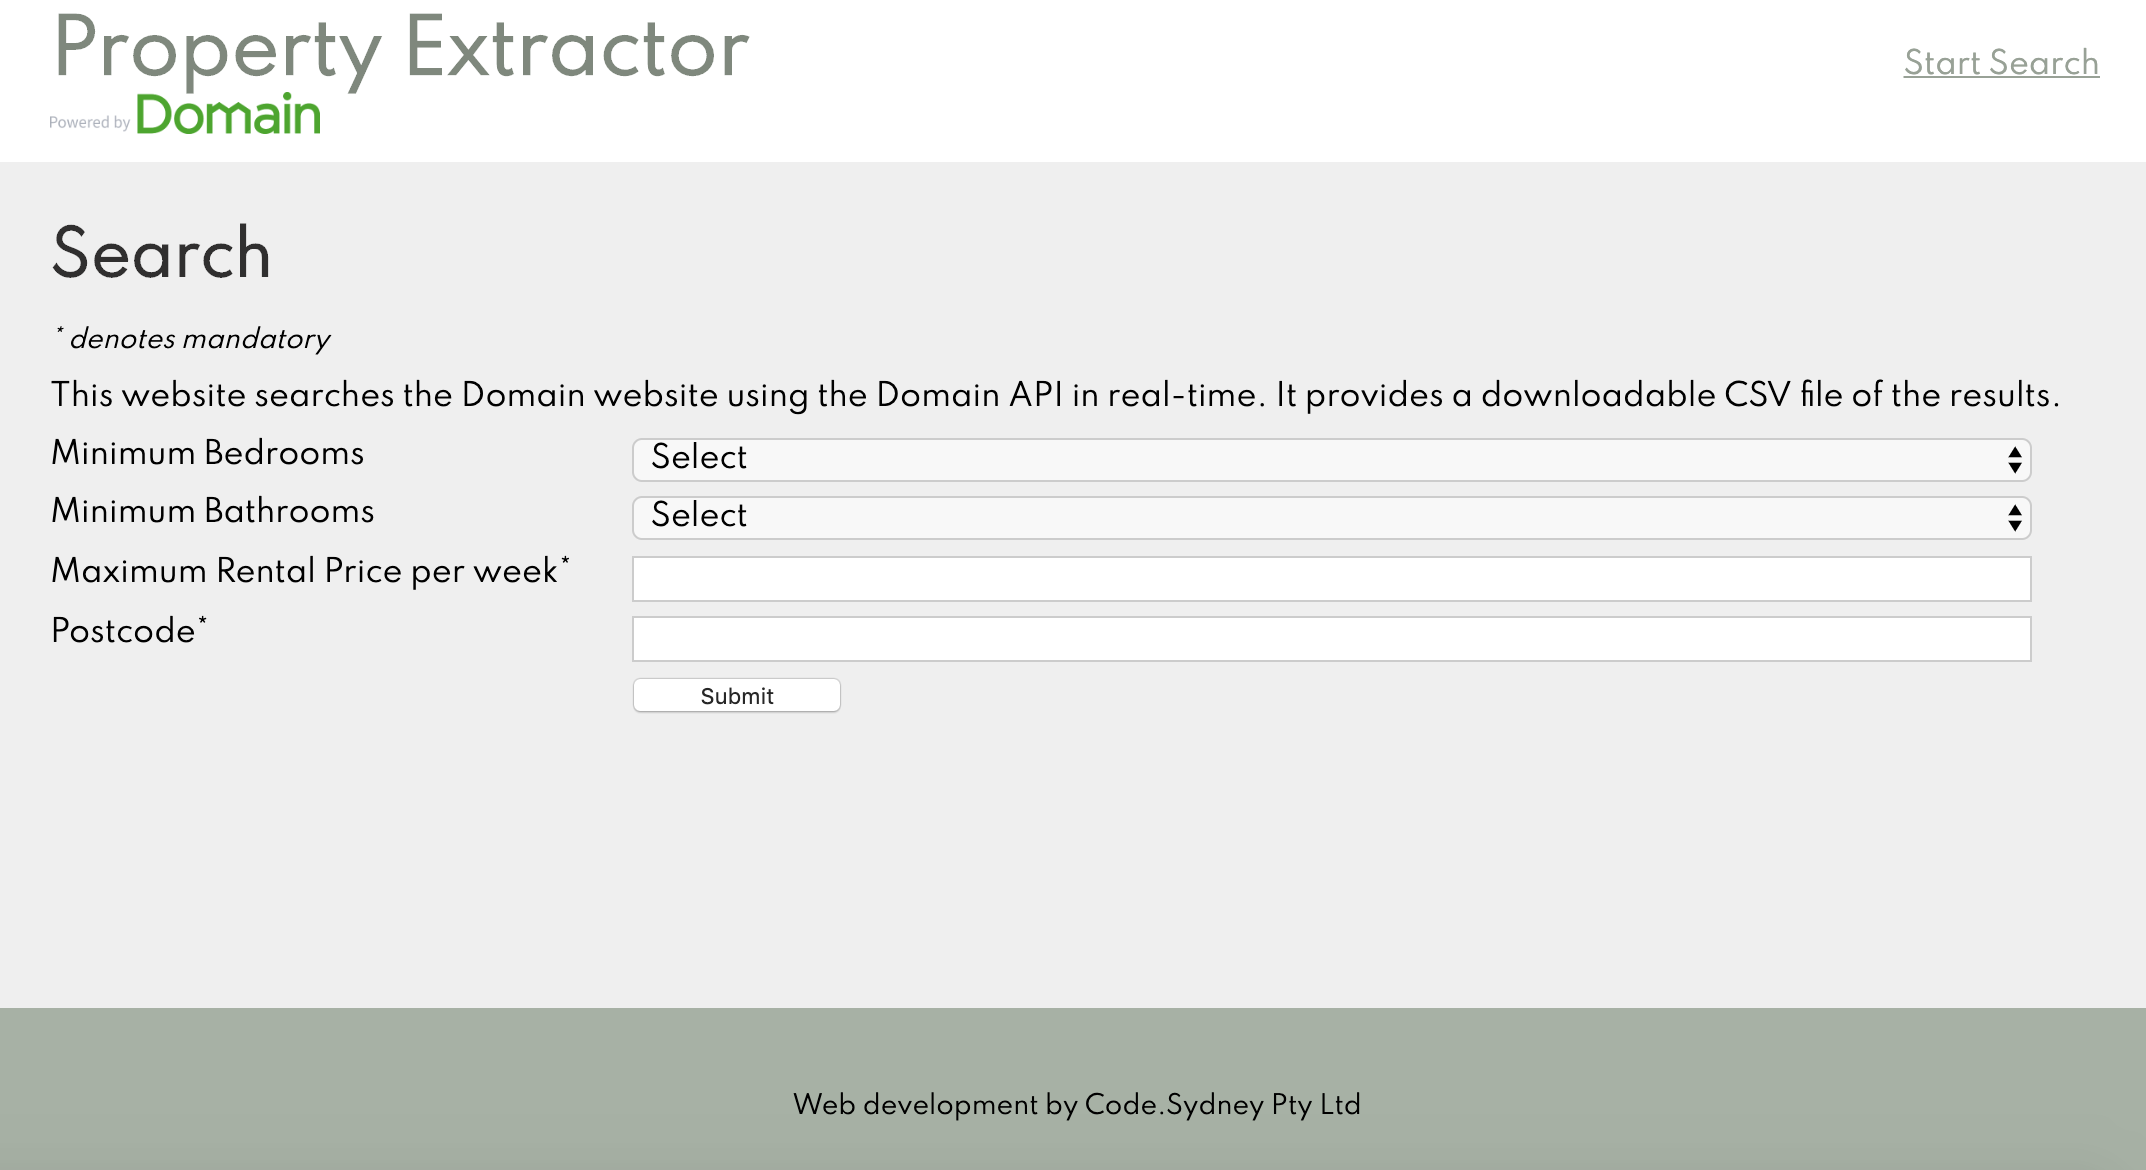 Property Extractor
Start Search
Powered by Domain
Search
* denotes mandatory
This website searches the Domain website using the Domain API in real-time. It provides a downloadable CSV file of the results.
Minimum Bedrooms
Select
Minimum Bathrooms
Select
Maximum Rental Price per week*
Postcode*
Submit
Web development by Code.Sydney Pty Ltd